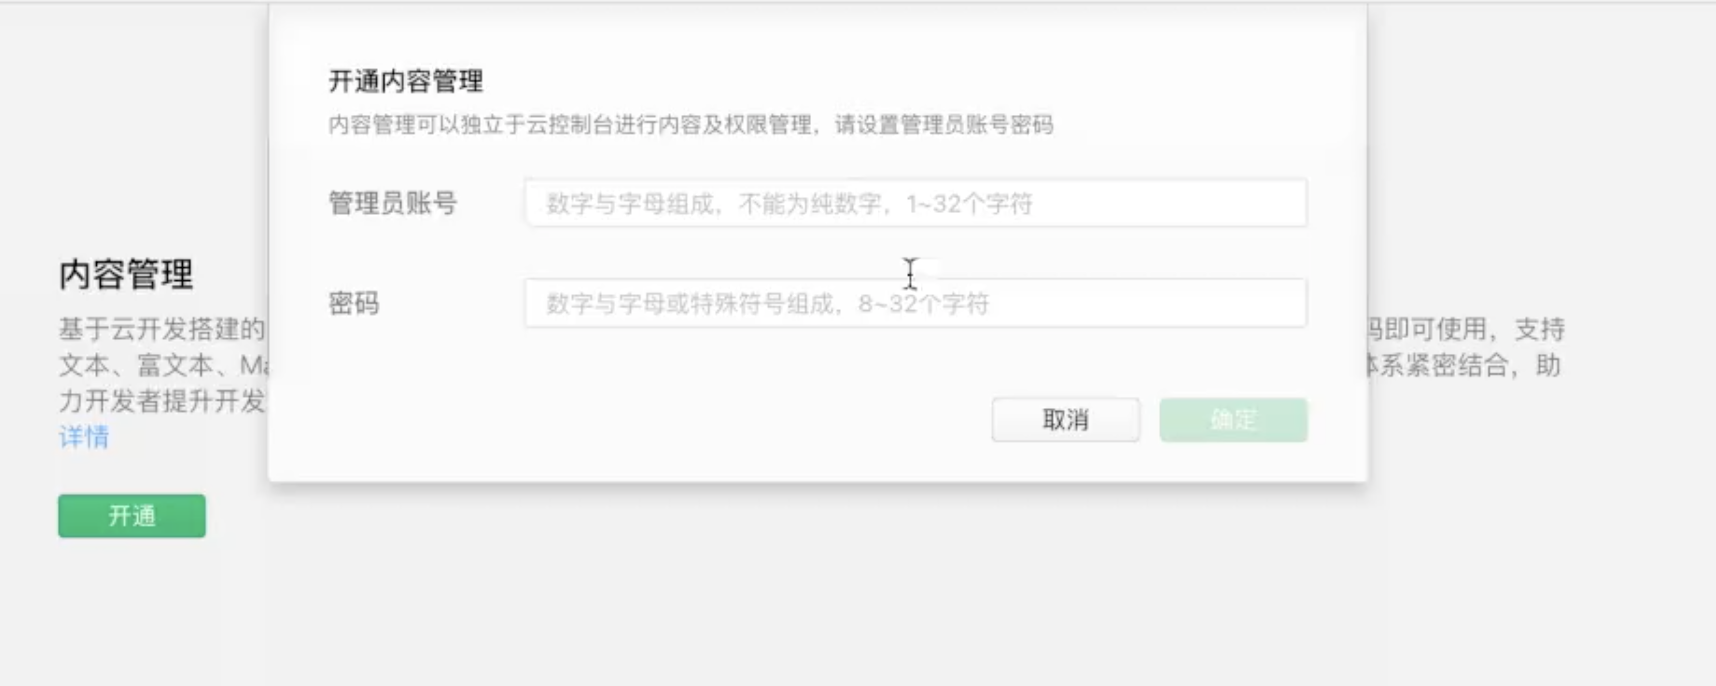 开通内容管理
内容管理可以独立于云控制台进行内容及权限管理，请设置管理员账号密码
管理员账号
数字与字母组成，不能为纯数字，1~32个字符
密码
数字与字母或特殊符号组成，8~32个字符
取消
确定
内容管理
基于云开发搭建的
码即可使用，支持
文本、富文本、Ma
体系紧密结合，助
力开发者提升开发
详情
开通